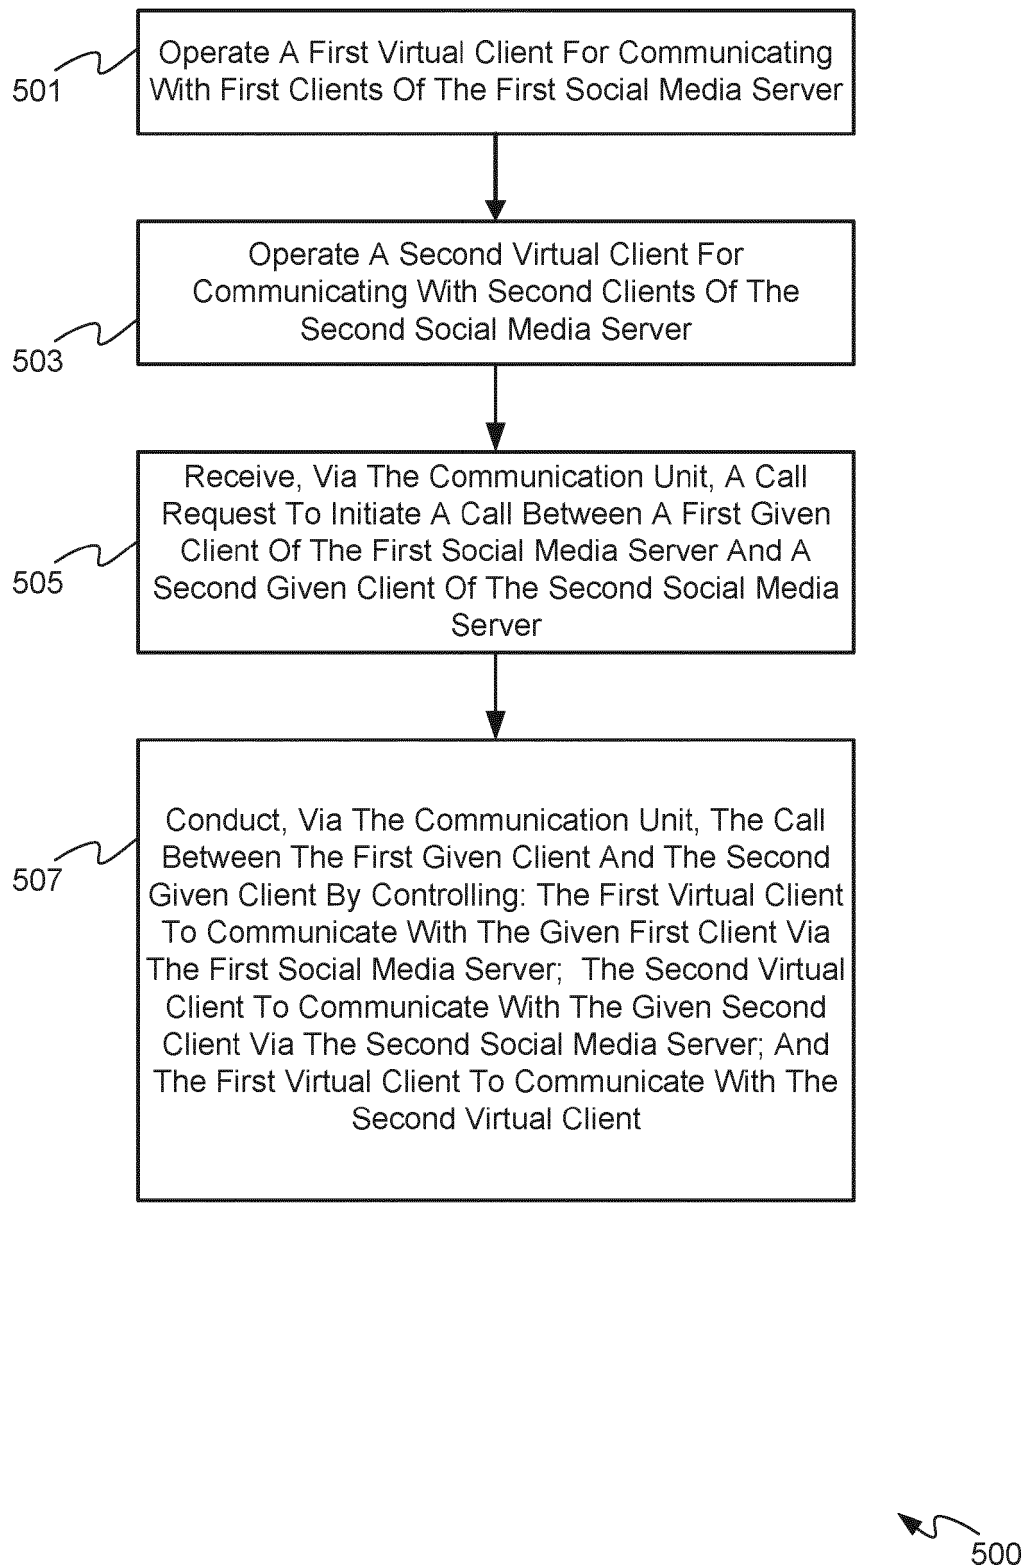 Operate A First Virtual Client For Communicating
With First Clients Of The First Social Media Server
501
Operate A Second Virtual Client For
Communicating With Second Clients Of The
Second Social Media Server
503
Receive, Via The Communication Unit, A Call
Request To Initiate A Call Between A First Given
Client Of The First Social Media Server And A
Second Given Client Of The Second Social Media
Server
505
Conduct, Via The Communication Unit, The Call
Between The First Given Client And The Second
Given Client By Controlling: The First Virtual Client
To Communicate With The Given First Client Via
The First Social Media Server;  The Second Virtual
Client To Communicate With The Given Second
Client Via The Second Social Media Server; And
The First Virtual Client To Communicate With The
Second Virtual Client
507
500